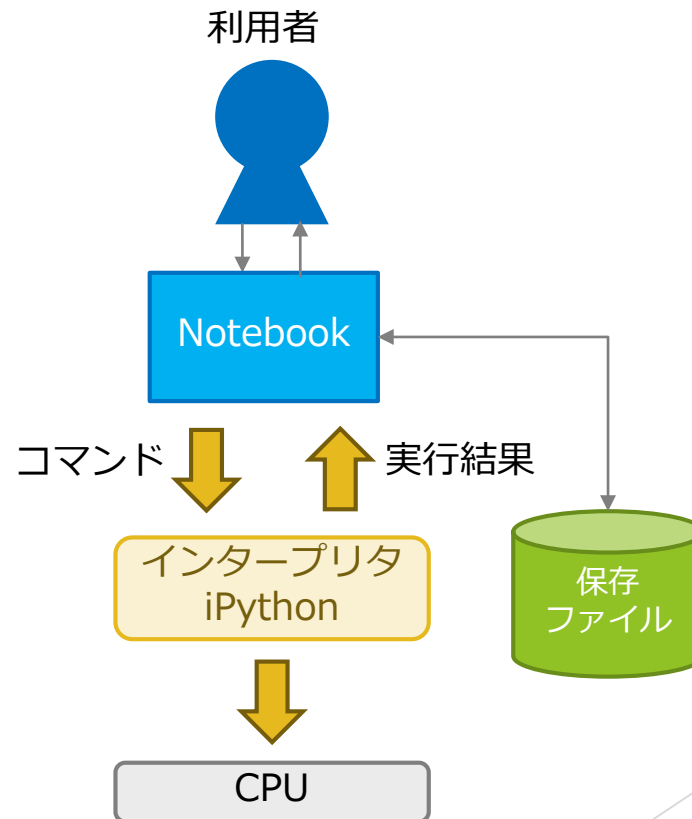 利用者
Notebook
コマンド
実行結果
インタープリタ
iPython
保存
ファイル
CPU